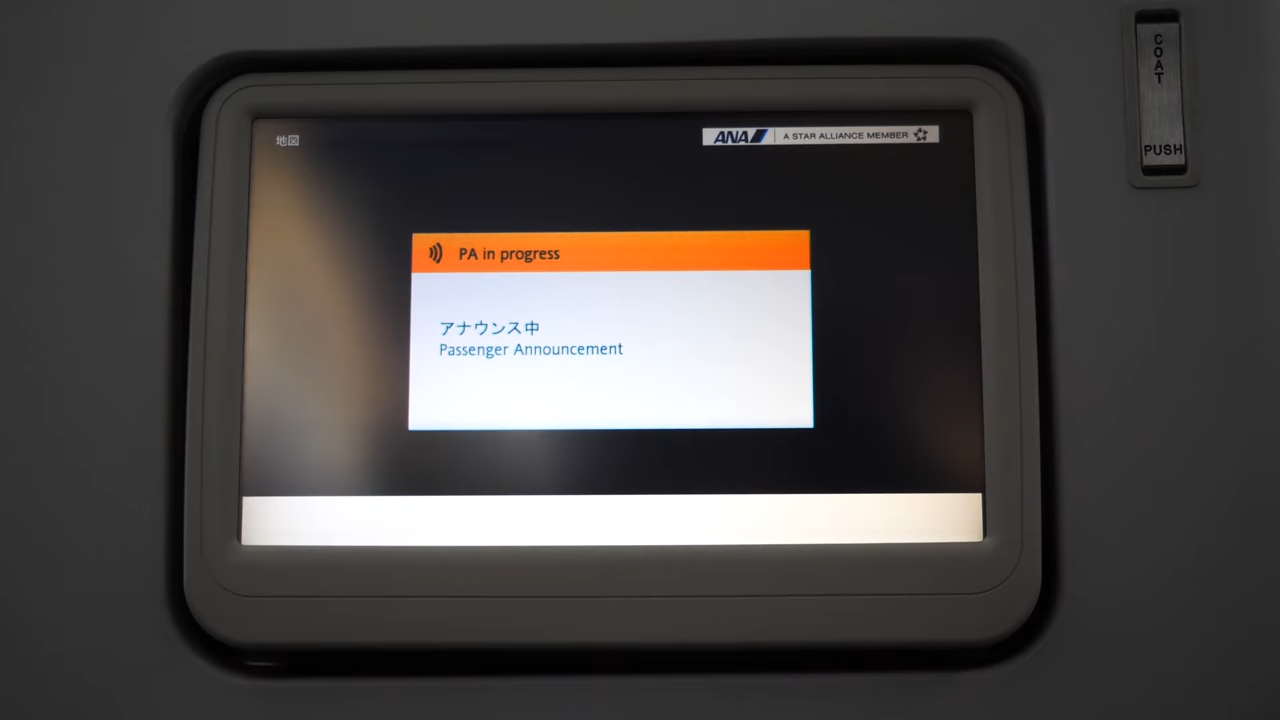 地図
ANA A STAR ALLIANCE MEMBER
COAT
PUSH
PA in progress
アナウンス中
Passenger Announcement